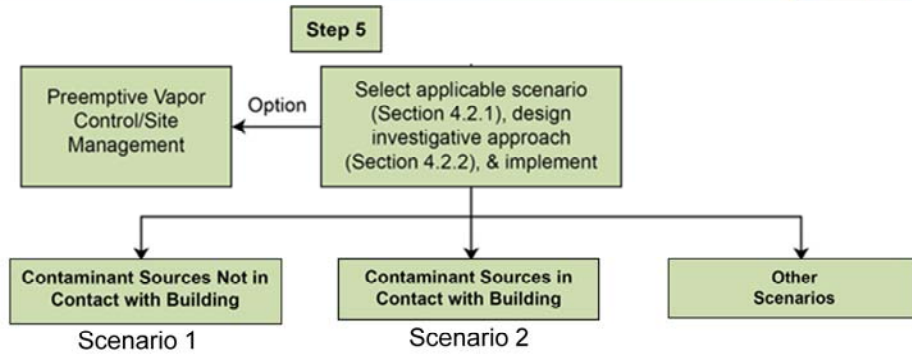 Step 5
Preemptive Vapor
Control/Site
Management
Option
Select applicable scenario
(Section 4.2.1), design
investigative approach
(Section 4.2.2), & implement
Contaminant Sources Not in
Contact with Building
Scenario 1
Contaminant Sources in
Contact with Building
Scenario 2
Other
Scenarios